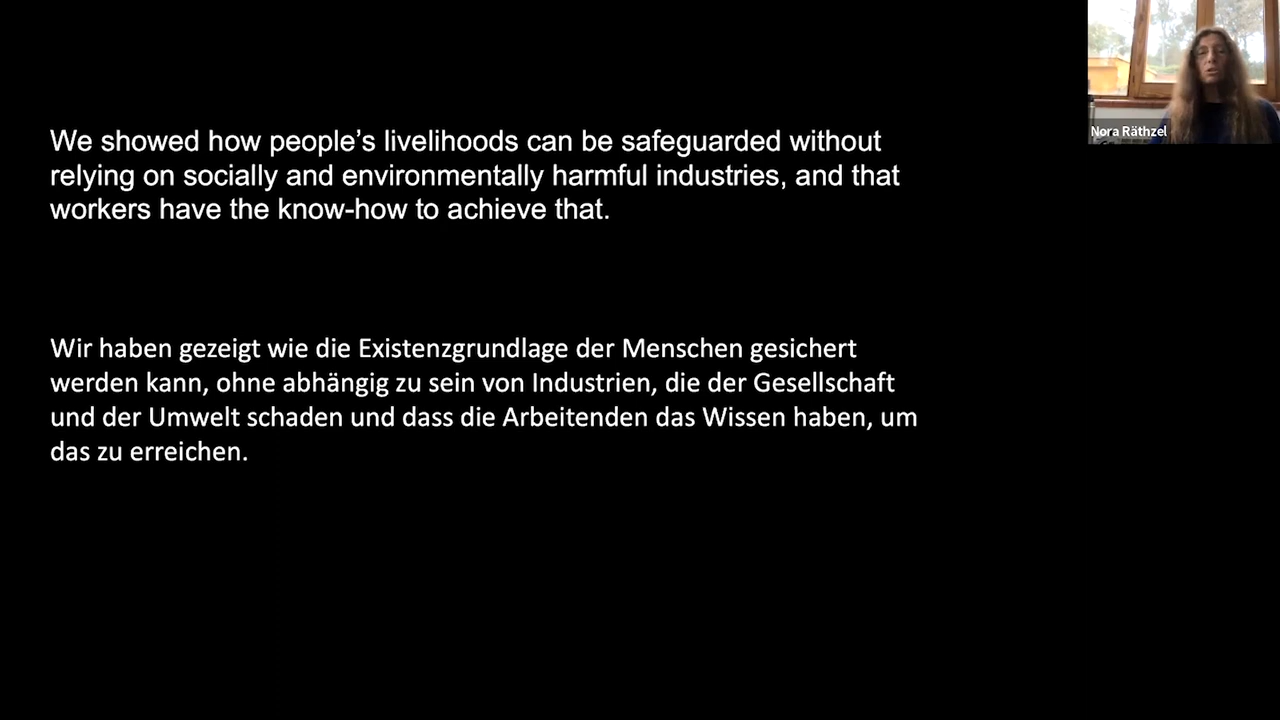 We showed how people’s livelihoods can be safeguarded without
relying on socially and environmentally harmful industries, and that
workers have the know-how to achieve that.
Wir haben gezeigt wie die Existenzgrundlage der Menschen gesichert
werden kann, ohne abhängig zu sein von Industrien, die der Gesellschaft
und der Umwelt schaden und dass die Arbeitenden das Wissen haben, um
das zu erreichen.
Nora Räthzel